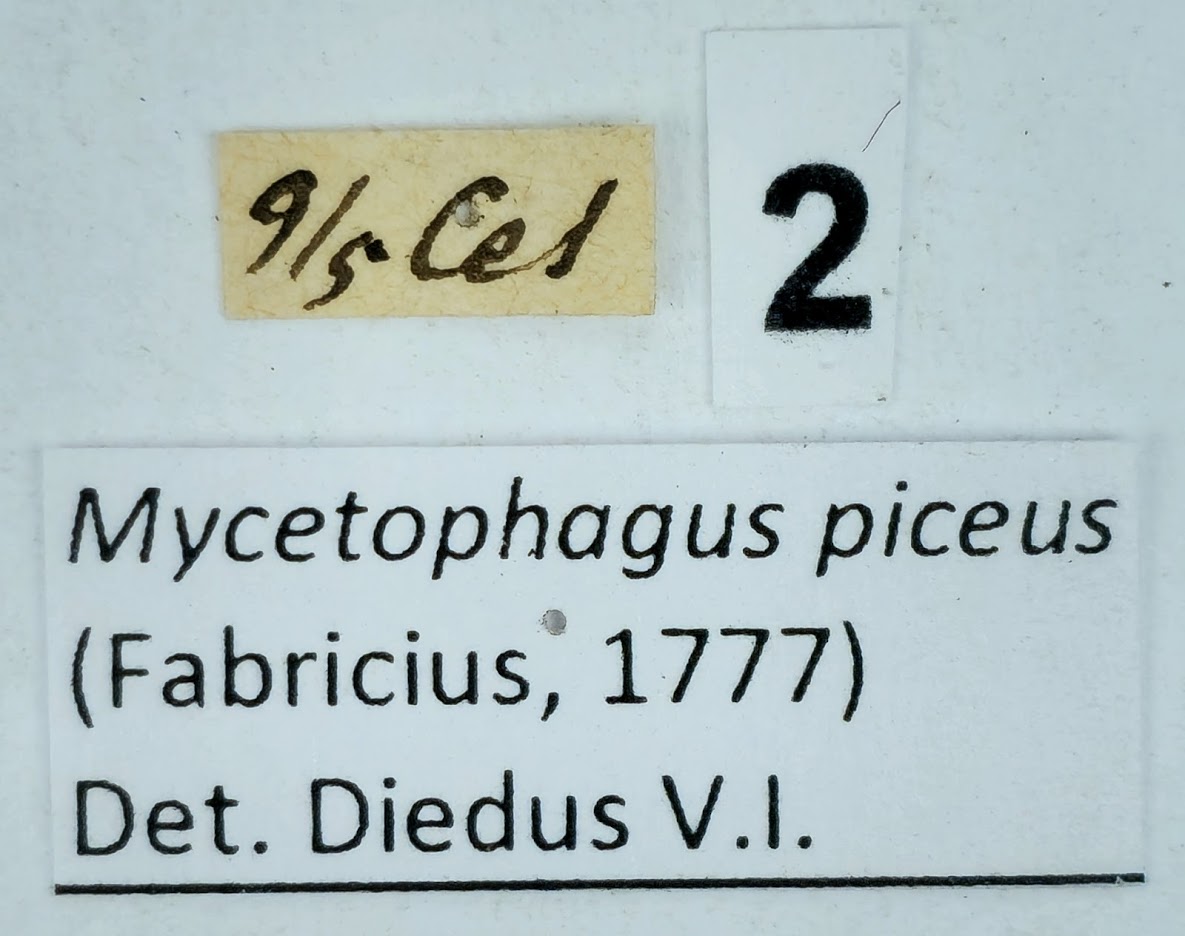 9/5 Cel
2
Mycetophagus piceus
(Fabricius, 1777)
Det. Diedus V.I.